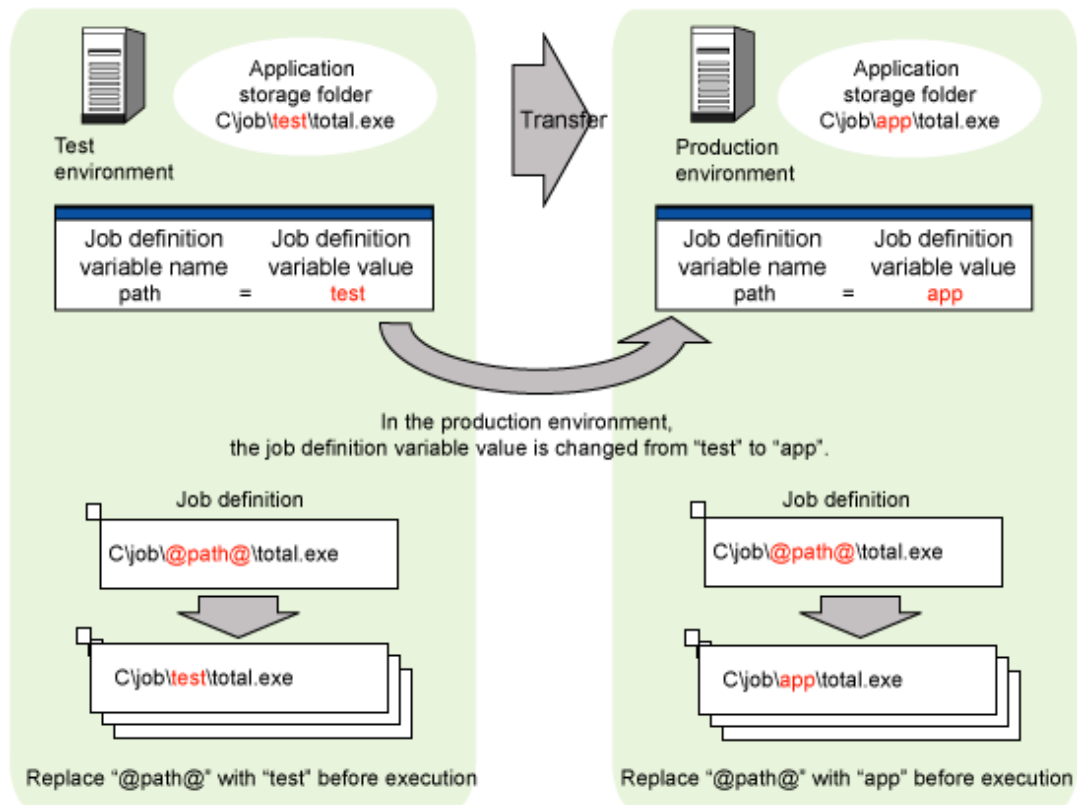 Application
storage folder
C\job\test\total.exe
Test
environment
Transfer
Application
storage folder
C\job\app\total.exe
Production
environment
Job definition Job definition
variable name variable value
path = test
Job definition Job definition
variable name variable value
path = app
In the production environment,
the job definition variable value is changed from “test” to “app”.
Job definition
C\job\@path@\total.exe
C\job\test\total.exe
Replace “@path@” with “test” before execution
Job definition
C\job\@path@\total.exe
C\job\app\total.exe
Replace “@path@” with “app” before execution